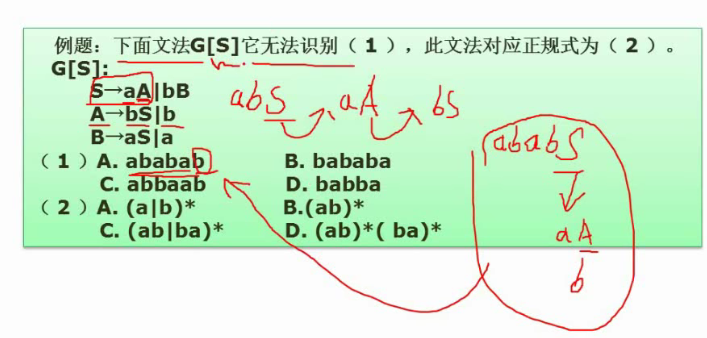 例题：下面文法G[S]它无法识别（1），此文法对应正规式为（2）。
G[S]:
S→aA|bB
A→bS|b
B→aS|a
（1）A. ababab B. bababa
C. abbaab D. babba
（2）A. (a|b)* B.(ab)*
C. (ab|ba)* D. (ab)*( ba)*
abS aA bS
ababS
aA
b